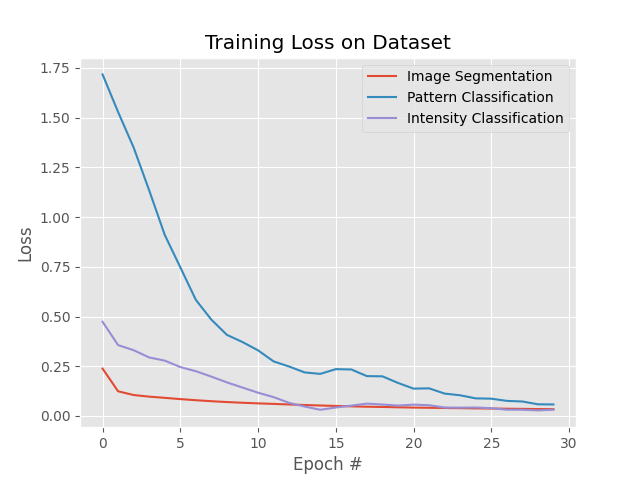 Training Loss on Dataset
Image Segmentation
Pattern Classification
Intensity Classification
1.75
1.50
1.25
1.00
0.75
0.50
0.25
0.00
Loss
0 5 10 15 20 25 30
Epoch #